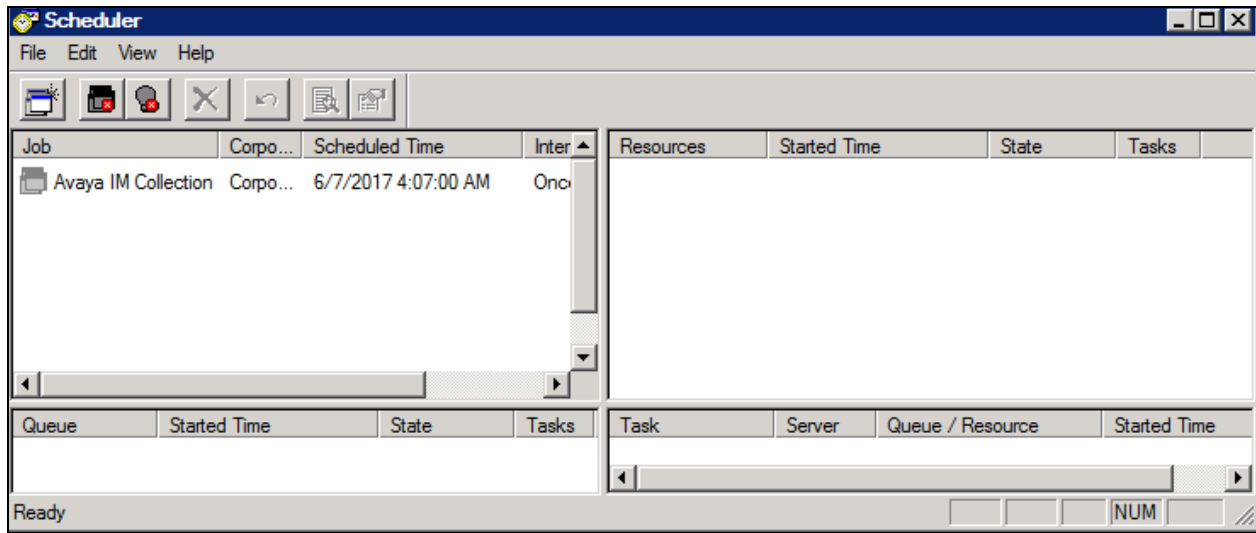 Scheduler
File Edit View Help
Job Corpo... Scheduled Time Inter
Avaya IM Collection Corpo... 6/7/2017 4:07:00 AM Onc
Resources Started Time State Tasks
Queue Started Time State Tasks
Task Server Queue / Resource Started Time
Ready NUM